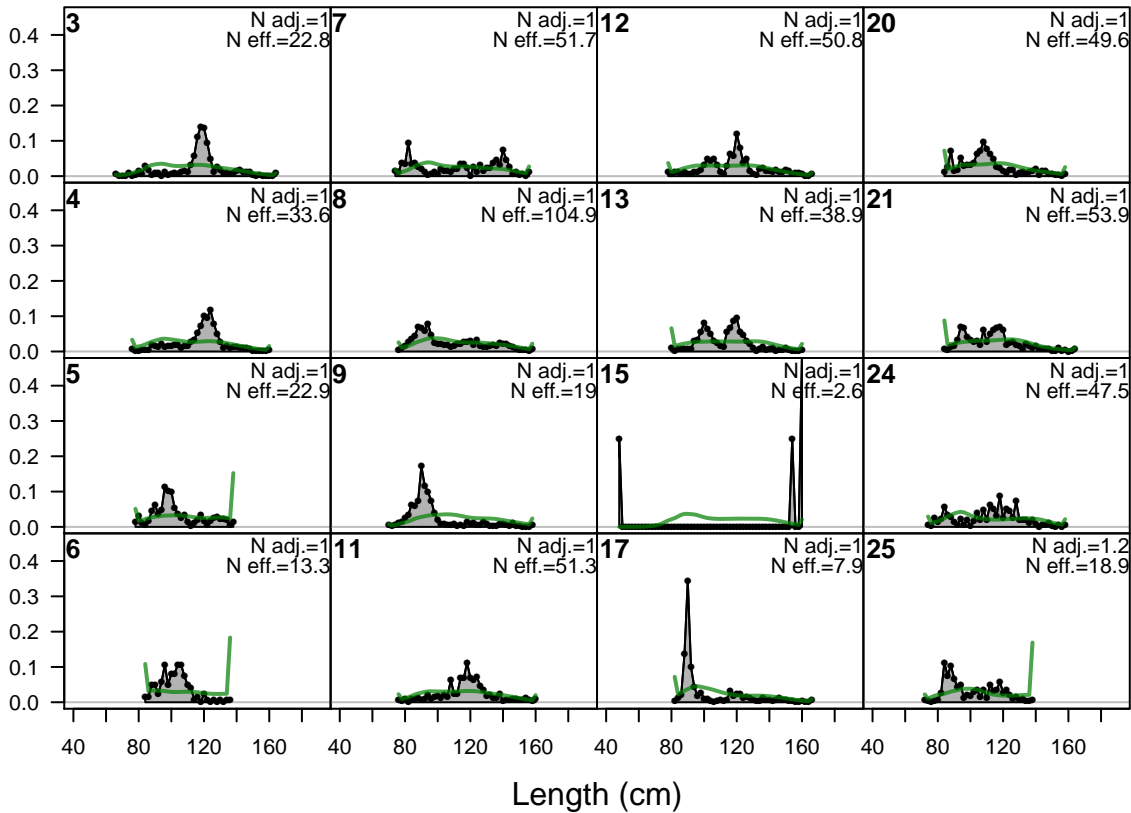 3 N adj.=1
N eff.=22.8
7 N adj.=1
N eff.=51.7
12 N adj.=1
N eff.=50.8
20 N adj.=1
N eff.=49.6
4 N adj.=1
N eff.=33.6
8 N adj.=1
N eff.=104.9
13 N adj.=1
N eff.=38.9
21 N adj.=1
N eff.=53.9
5 N adj.=1
N eff.=22.9
9 N adj.=1
N eff.=19
15 N adj.=1
N eff.=2.6
24 N adj.=1
N eff.=47.5
6 N adj.=1
N eff.=13.3
11 N adj.=1
N eff.=51.3
17 N adj.=1
N eff.=7.9
25 N adj.=1.2
N eff.=18.9
0.4
0.3
0.2
0.1
0.0
0.4
0.3
0.2
0.1
0.0
0.4
0.3
0.2
0.1
0.0
0.4
0.3
0.2
0.1
0.0
40 80 120 160 40 80 120 160 40 80 120 160 40 80 120 160
Length (cm)